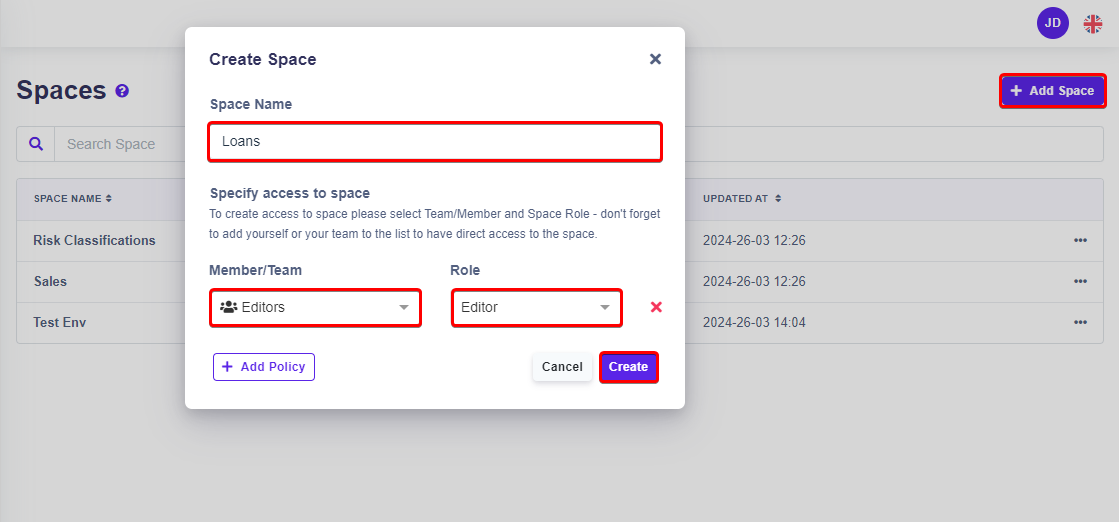 JD
Spaces ?
+ Add Space
Search Space
SPACE NAME
UPDATED AT
Risk Classifications
2024-26-03 12:26
Sales
2024-26-03 12:26
Test Env
2024-26-03 14:04
Create Space
Space Name
Loans
Specify access to space
To create access to space please select Team/Member and Space Role - don't forget
to add yourself or your team to the list to have direct access to the space.
Member/Team
Role
Editors
Editor
+ Add Policy
Cancel
Create